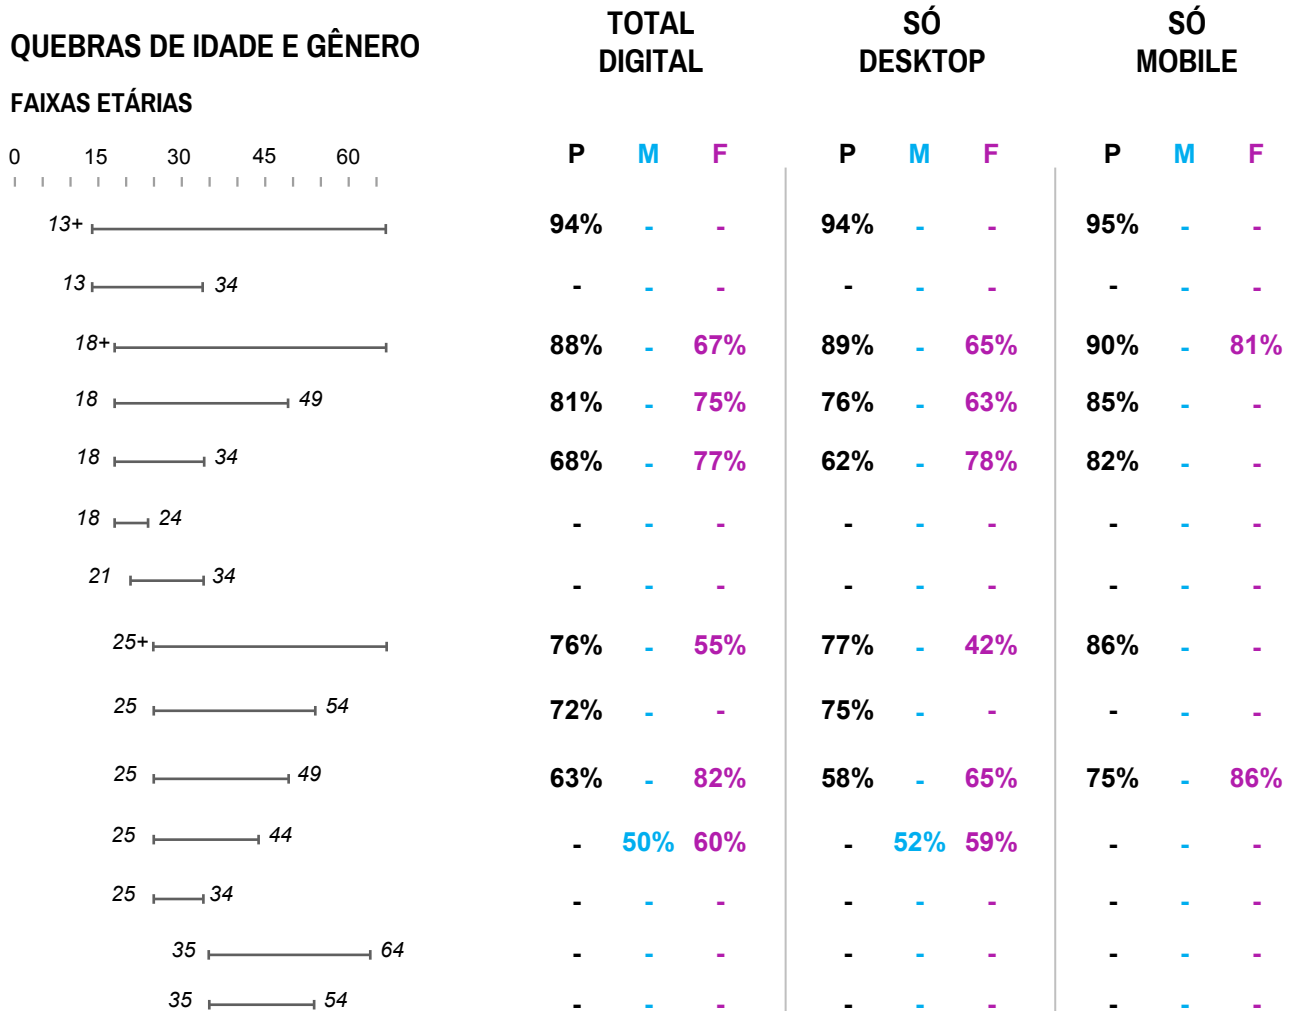 QUEBRAS DE IDADE E GÊNERO
FAIXAS ETÁRIAS
TOTAL DIGITAL
SÓ DESKTOP
SÓ MOBILE
0 15 30 45 60
P M F P M F P M F
13+ 94% - - 94% - - 95% - -
13 34 - - - - - - - - -
18+ 88% - 67% 89% - 65% 90% - 81%
18 49 81% - 75% 76% - 63% 85% - -
18 34 68% - 77% 62% - 78% 82% - -
18 24 - - - - - - - - -
21 34 - - - - - - - - -
25+ 76% - 55% 77% - 42% 86% - -
25 54 72% - - 75% - - - - -
25 49 63% - 82% 58% - 65% 75% - 86%
25 44 - 50% 60% - 52% 59% - - -
25 34 - - - - - - - - -
35 64 - - - - - - - - -
35 54 - - - - - - - - -